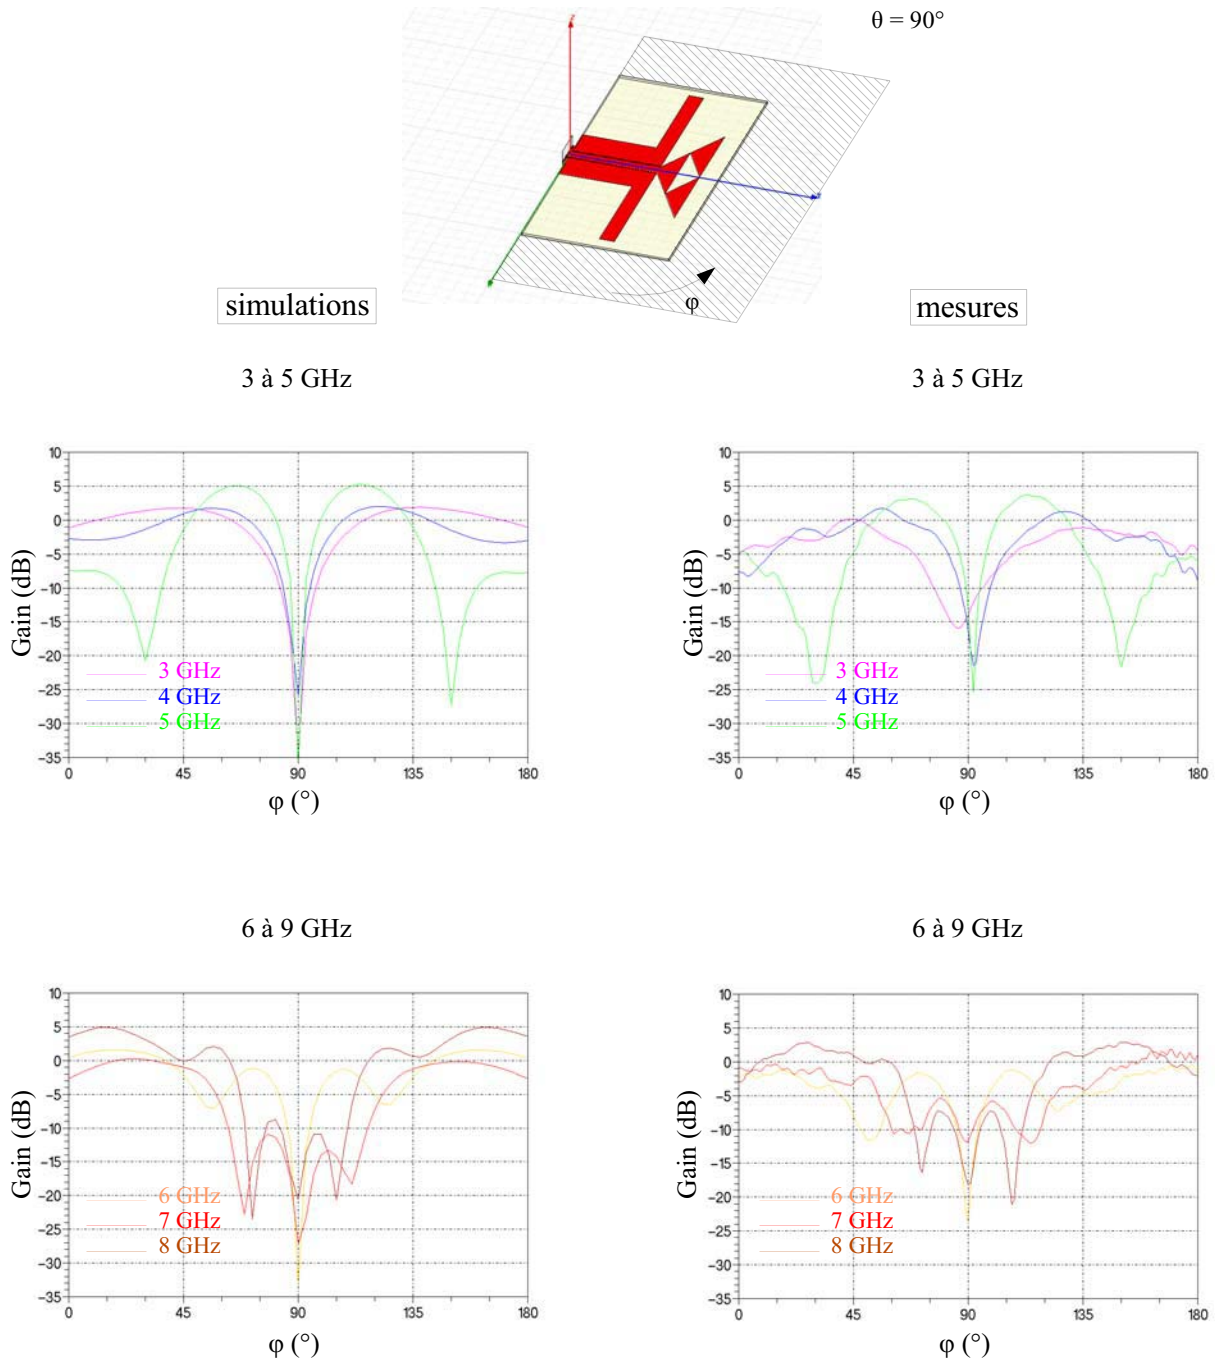 θ = 90°
φ
simulations
mesures
3 à 5 GHz
3 à 5 GHz
Gain (dB)
10
5
0
−5
−10
−15
−20
−25
−30
−35
3 GHz
4 GHz
5 GHz
0
45
90
135
180
φ (°)
Gain (dB)
10
5
0
−5
−10
−15
−20
−25
−30
−35
3 GHz
4 GHz
5 GHz
0
45
90
135
180
φ (°)
6 à 9 GHz
6 à 9 GHz
Gain (dB)
10
5
0
−5
−10
−15
−20
−25
−30
−35
6 GHz
7 GHz
8 GHz
0
45
90
135
180
φ (°)
Gain (dB)
10
5
0
−5
−10
−15
−20
−25
−30
−35
6 GHz
7 GHz
8 GHz
0
45
90
135
180
φ (°)